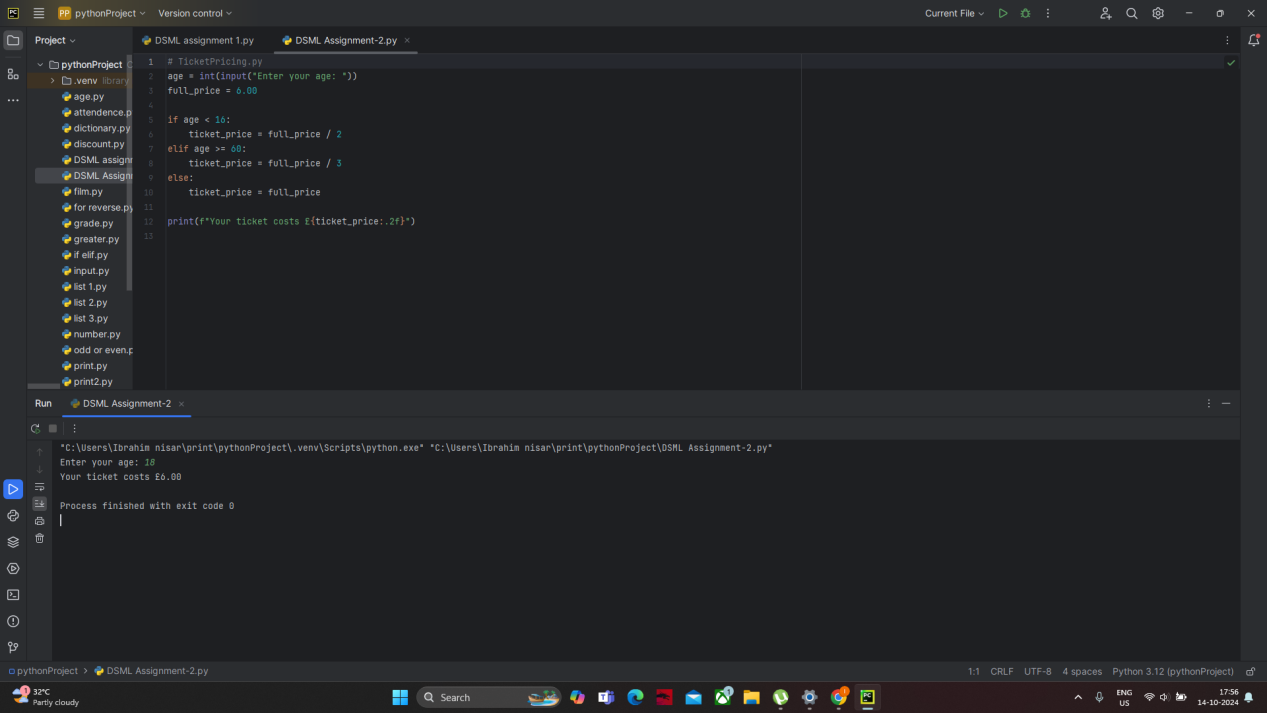 PC
PP pythonProject
Version control
Current File
Project
DSML assignment 1.py
DSML Assignment-2.py
pythonProject
.venv library
age.py
attendence.p
dictionary.py
discount.py
DSML assignm
DSML Assignm
film.py
for reverse.py
grade.py
greater.py
if elif.py
input.py
list 1.py
list 2.py
list 3.py
number.py
odd or even.p
print.py
print2.py
1 # TicketPricing.py
2 age = int(input("Enter your age: "))
3 full_price = 6.00
4
5 if age < 16:
6 ticket_price = full_price / 2
7 elif age >= 60:
8 ticket_price = full_price / 3
9 else:
10 ticket_price = full_price
11
12 print(f"Your ticket costs £{ticket_price:.2f}")
13
Run
DSML Assignment-2
"C:\Users\Ibrahim nisar\print\pythonProject\.venv\Scripts\python.exe" "C:\Users\Ibrahim nisar\print\pythonProject\DSML Assignment-2.py"
Enter your age: 18
Your ticket costs £6.00
Process finished with exit code 0
pythonProject > DSML Assignment-2.py
1:1 CRLF UTF-8 4 spaces Python 3.12 (pythonProject)
1
32°C
Partly cloudy
Search
1
PC
ENG
US
17:56
14-10-2024